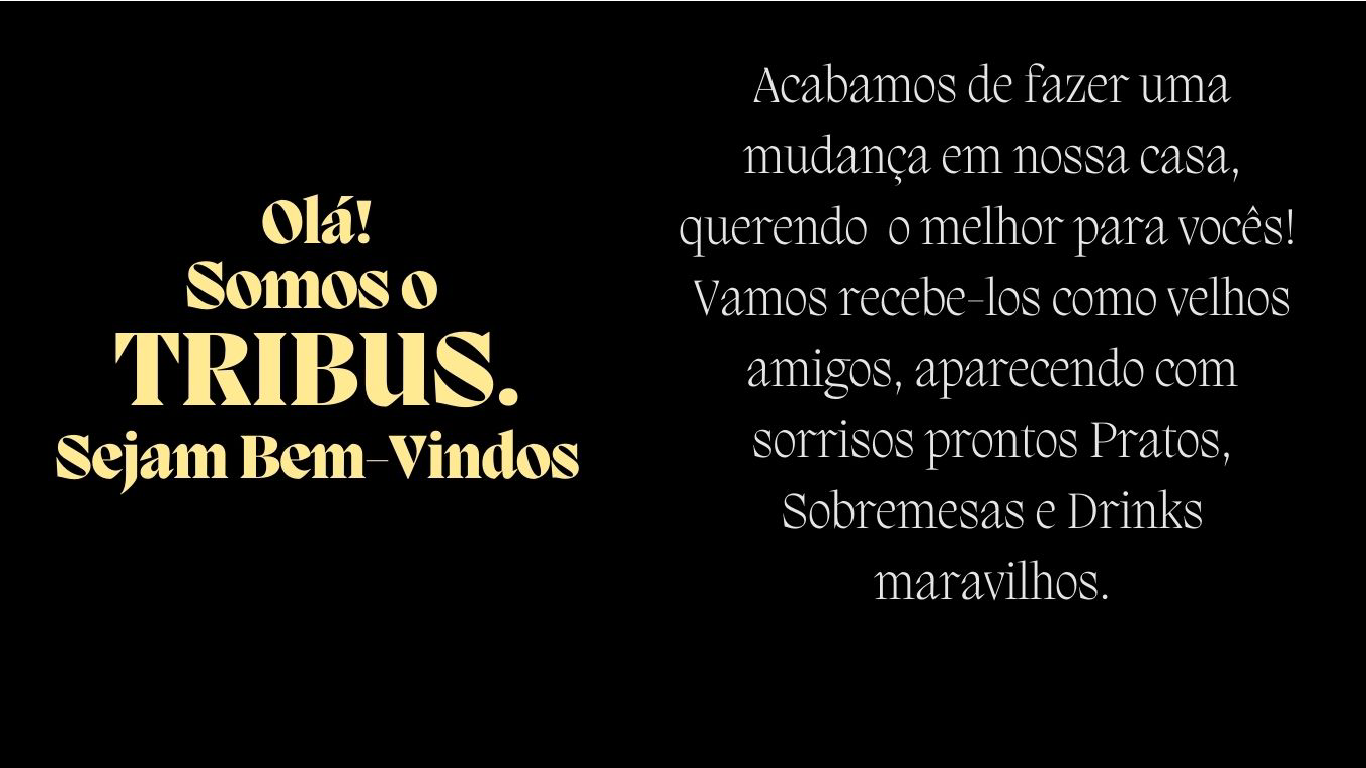 Olá!
Somos o
TRIBUS.
Sejam Bem-Vindos
Acabamos de fazer uma
mudança em nossa casa,
querendo  o melhor para vocês!
Vamos recebe-los como velhos
amigos, aparecendo com
sorrisos prontos Pratos,
Sobremesas e Drinks
maravilhos.